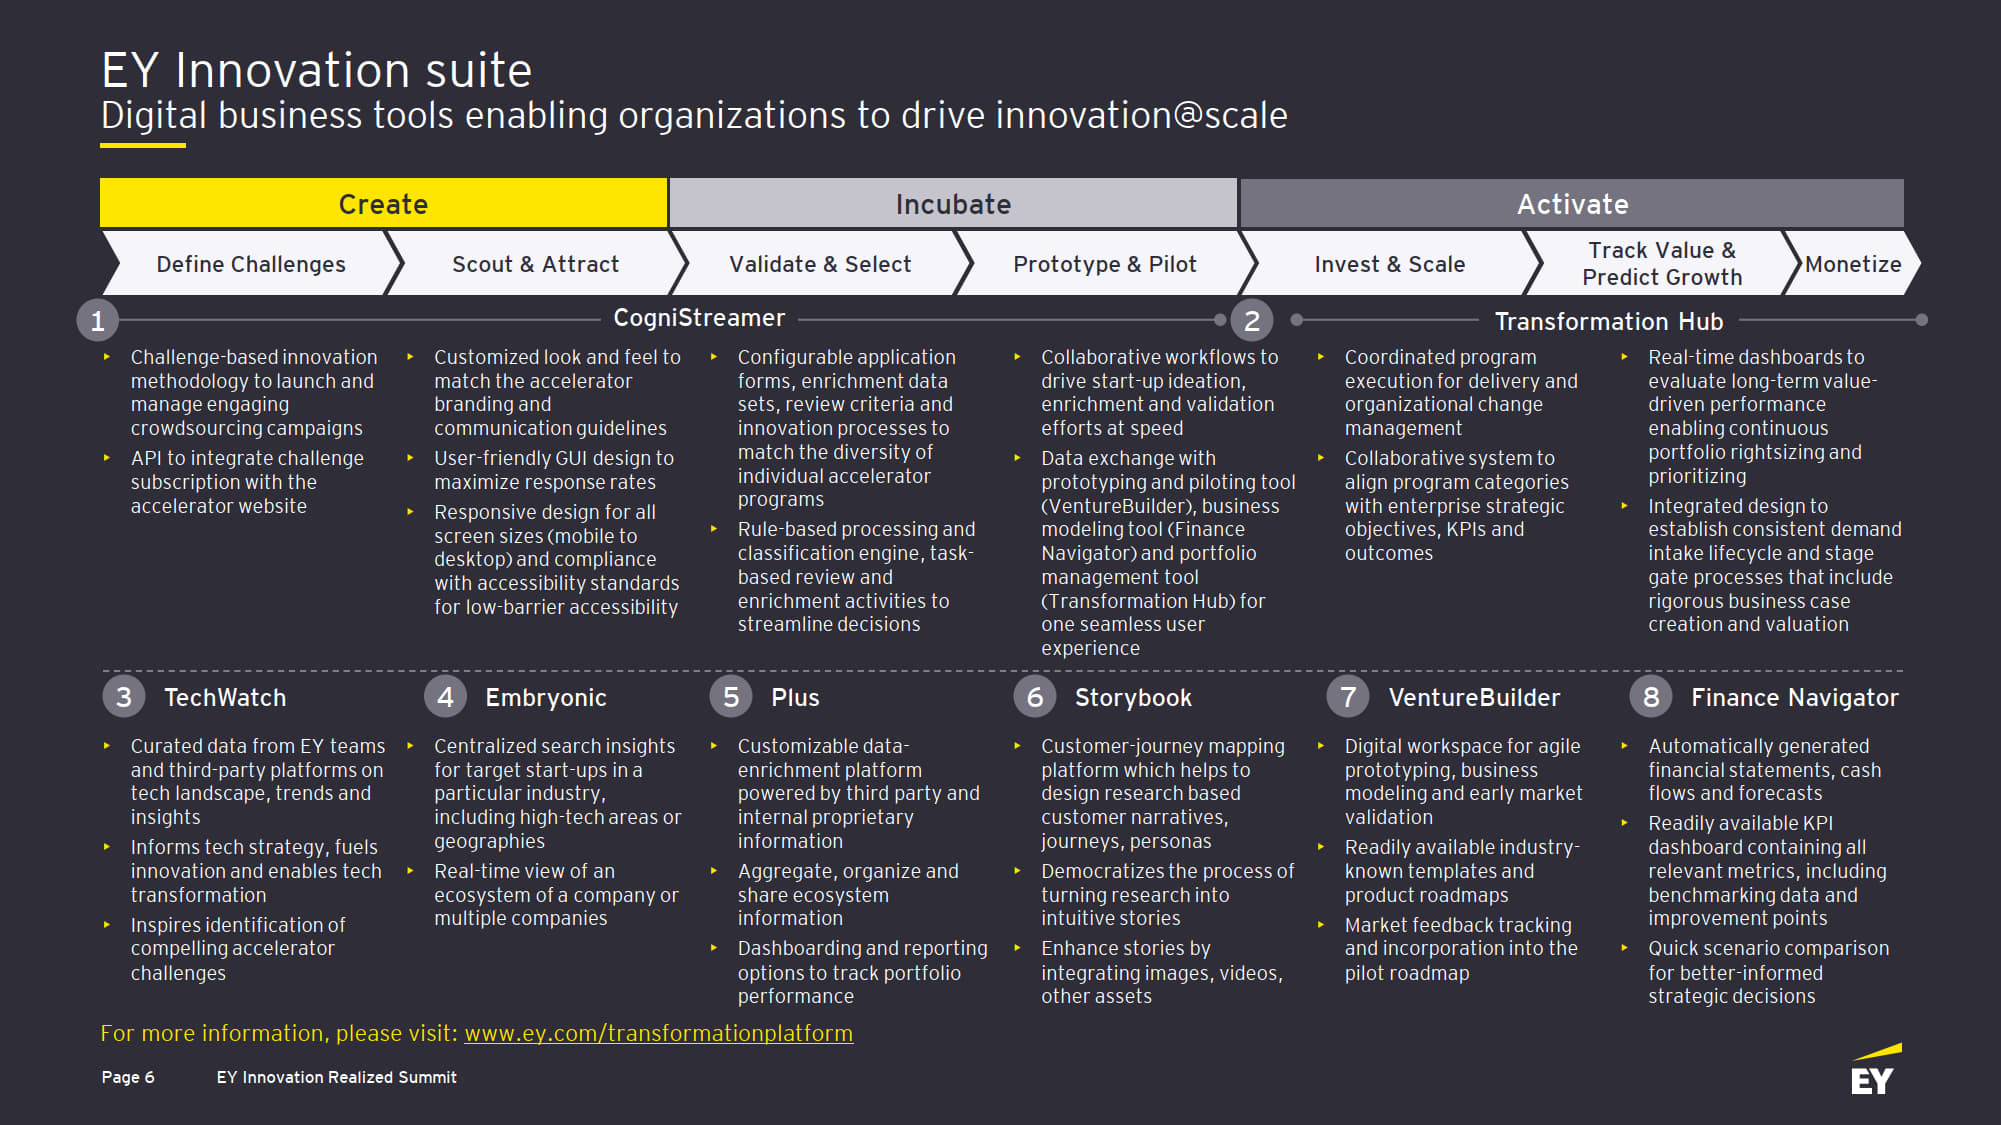 EY Innovation suite
Digital business tools enabling organizations to drive innovation@scale
Create
Incubate
Activate
Define Challenges
Scout & Attract
Validate & Select
Prototype & Pilot
Invest & Scale
Track Value &
Predict Growth
Monetize
1
CogniStreamer
2
Transformation Hub
Challenge-based innovation
methodology to launch and
manage engaging
crowdsourcing campaigns
API to integrate challenge
subscription with the
accelerator website
Customized look and feel to
match the accelerator
branding and
communication guidelines
User-friendly GUI design to
maximize response rates
Responsive design for all
screen sizes (mobile to
desktop) and compliance
with accessibility standards
for low-barrier accessibility
Configurable application
forms, enrichment data
sets, review criteria and
innovation processes to
match the diversity of
individual accelerator
programs
Rule-based processing and
classification engine, task-
based review and
enrichment activities to
streamline decisions
Collaborative workflows to
drive start-up ideation,
enrichment and validation
efforts at speed
Data exchange with
prototyping and piloting tool
(VentureBuilder), business
modeling tool (Finance
Navigator) and portfolio
management tool
(Transformation Hub) for
one seamless user
experience
Coordinated program
execution for delivery and
organizational change
management
Collaborative system to
align program categories
with enterprise strategic
objectives, KPIs and
outcomes
Real-time dashboards to
evaluate long-term value-
driven performance
enabling continuous
portfolio rightsizing and
prioritizing
Integrated design to
establish consistent demand
intake lifecycle and stage
gate processes that include
rigorous business case
creation and valuation
3 TechWatch
Curated data from EY teams
and third-party platforms on
tech landscape, trends and
insights
Informs tech strategy, fuels
innovation and enables tech
transformation
Inspires identification of
compelling accelerator
challenges
4 Embryonic
Centralized search insights
for target start-ups in a
particular industry,
including high-tech areas or
geographies
Real-time view of an
ecosystem of a company or
multiple companies
5 Plus
Customizable data-
enrichment platform
powered by third party and
internal proprietary
information
Aggregate, organize and
share ecosystem
information
Dashboarding and reporting
options to track portfolio
performance
6 Storybook
Customer-journey mapping
platform which helps to
design research based
customer narratives,
journeys, personas
Democratizes the process of
turning research into
intuitive stories
Enhance stories by
integrating images, videos,
other assets
7 VentureBuilder
Digital workspace for agile
prototyping, business
modeling and early market
validation
Readily available industry-
known templates and
product roadmaps
Market feedback tracking
and incorporation into the
pilot roadmap
8 Finance Navigator
Automatically generated
financial statements, cash
flows and forecasts
Readily available KPI
dashboard containing all
relevant metrics, including
benchmarking data and
improvement points
Quick scenario comparison
for better-informed
strategic decisions
For more information, please visit: www.ey.com/transformationplatform
Page 6 EY Innovation Realized Summit
EY